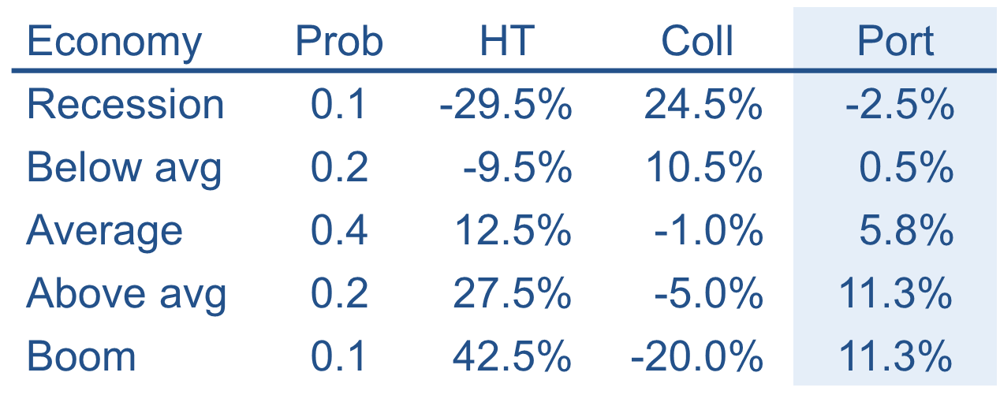 Economy Prob HT Coll Port
Recession 0.1 -29.5% 24.5% -2.5%
Below avg 0.2 -9.5% 10.5% 0.5%
Average 0.4 12.5% -1.0% 5.8%
Above avg 0.2 27.5% -5.0% 11.3%
Boom 0.1 42.5% -20.0% 11.3%